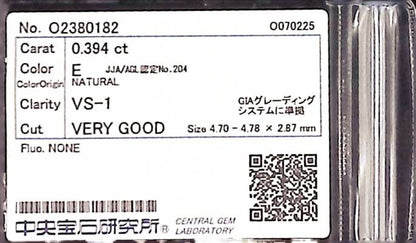 No. O2380182 O070225
Carat 0.394 ct
Color E JJA/AGL認定No.204
ColorOrigin NATURAL
Clarity VS-1 GIAグレーディング
システムに準拠
Cut VERY GOOD Size 4.70 - 4.78 × 2.87 mm
Fluo. NONE
中央宝石研究所® CENTRAL GEM
LABORATORY